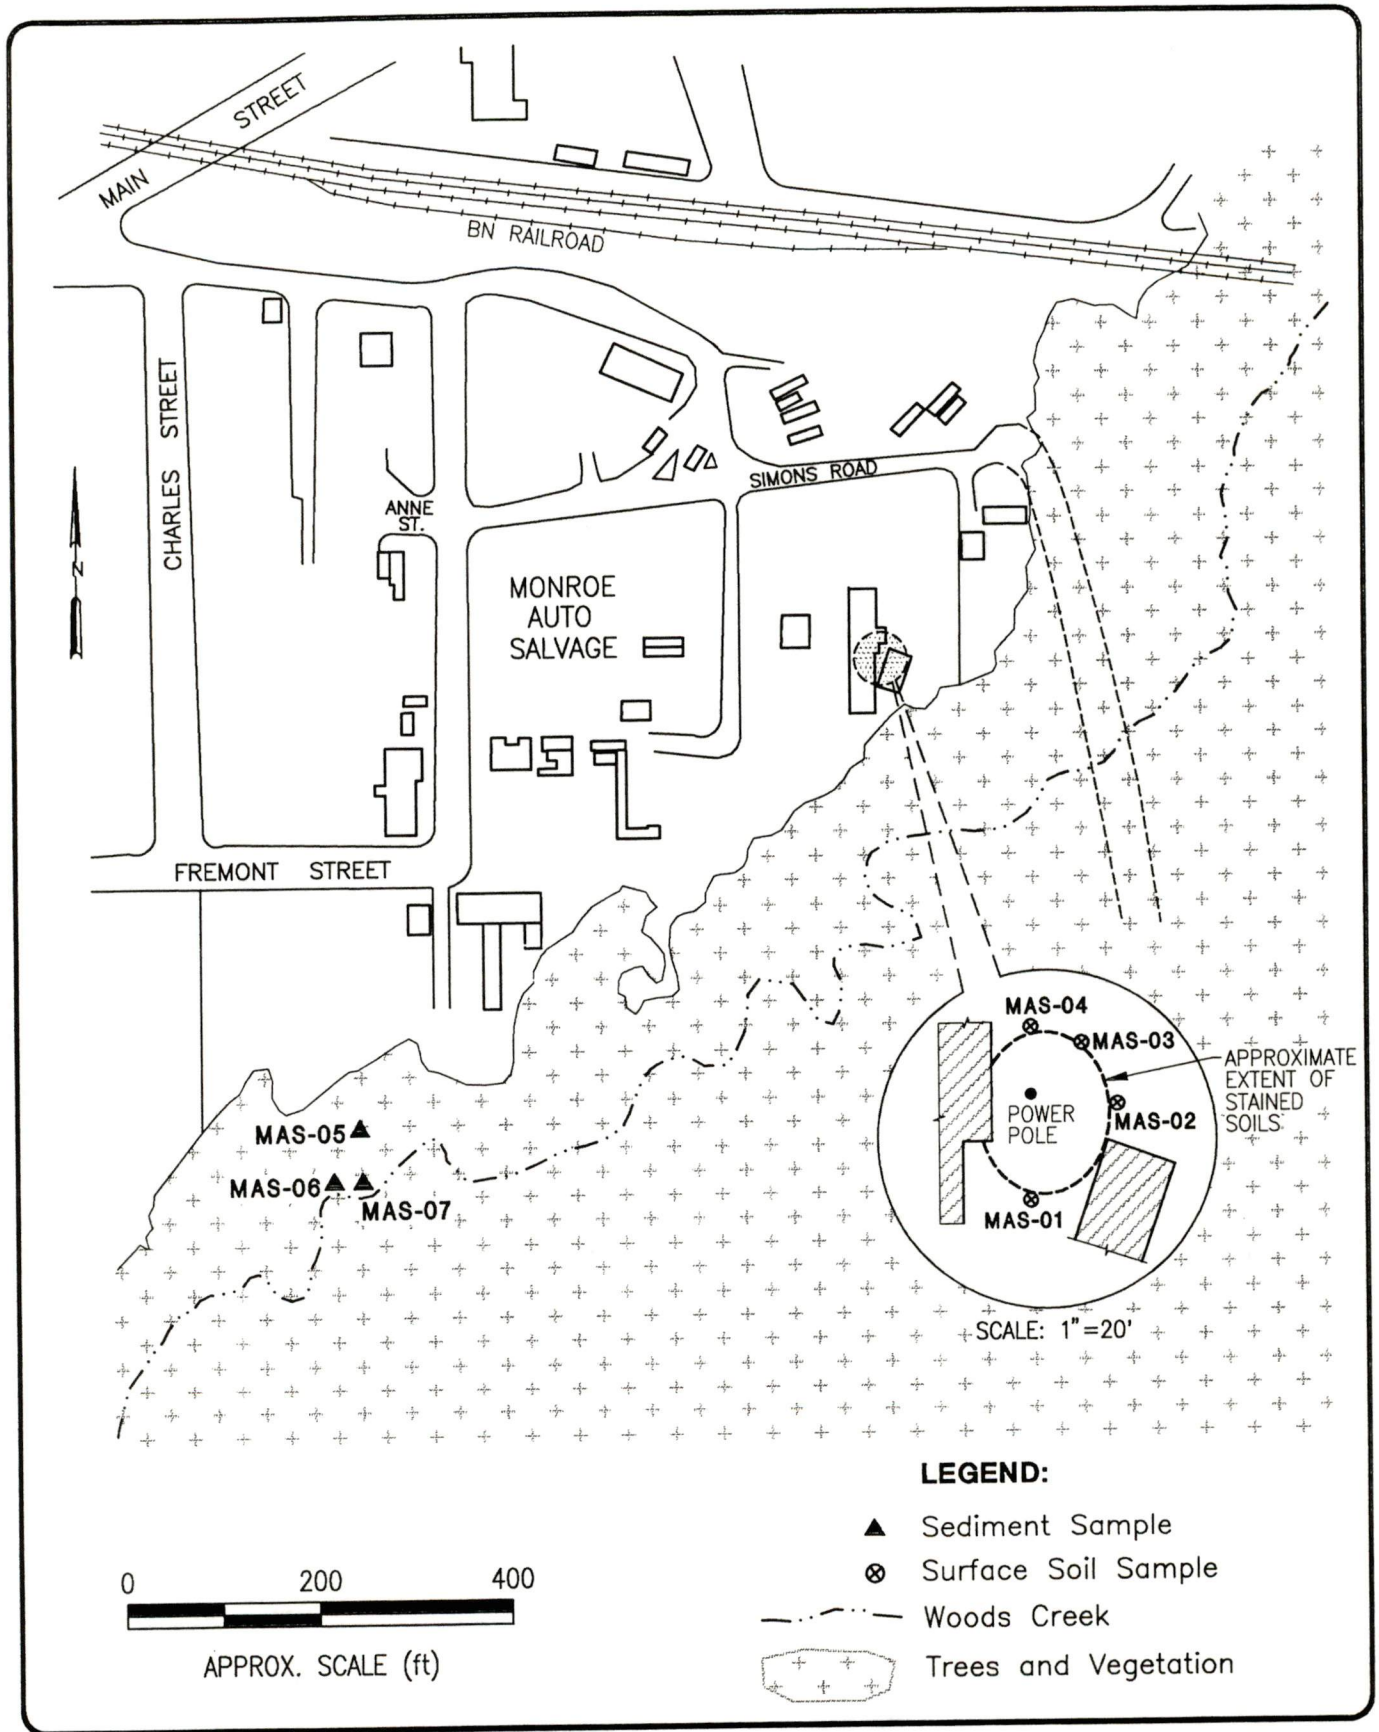 STREET
MAIN
BN RAILROAD
CHARLES STREET
SIMONS ROAD
ANNE
ST.
N
MONROE
AUTO
SALVAGE
FREMONT STREET
MAS-04
MAS-03
APPROXIMATE
EXTENT OF
STAINED
SOILS
POWER
POLE
MAS-02
MAS-01
MAS-05
MAS-06
MAS-07
SCALE: 1"=20'
LEGEND:
Sediment Sample
Surface Soil Sample
Woods Creek
Trees and Vegetation
0 200 400
APPROX. SCALE (ft)